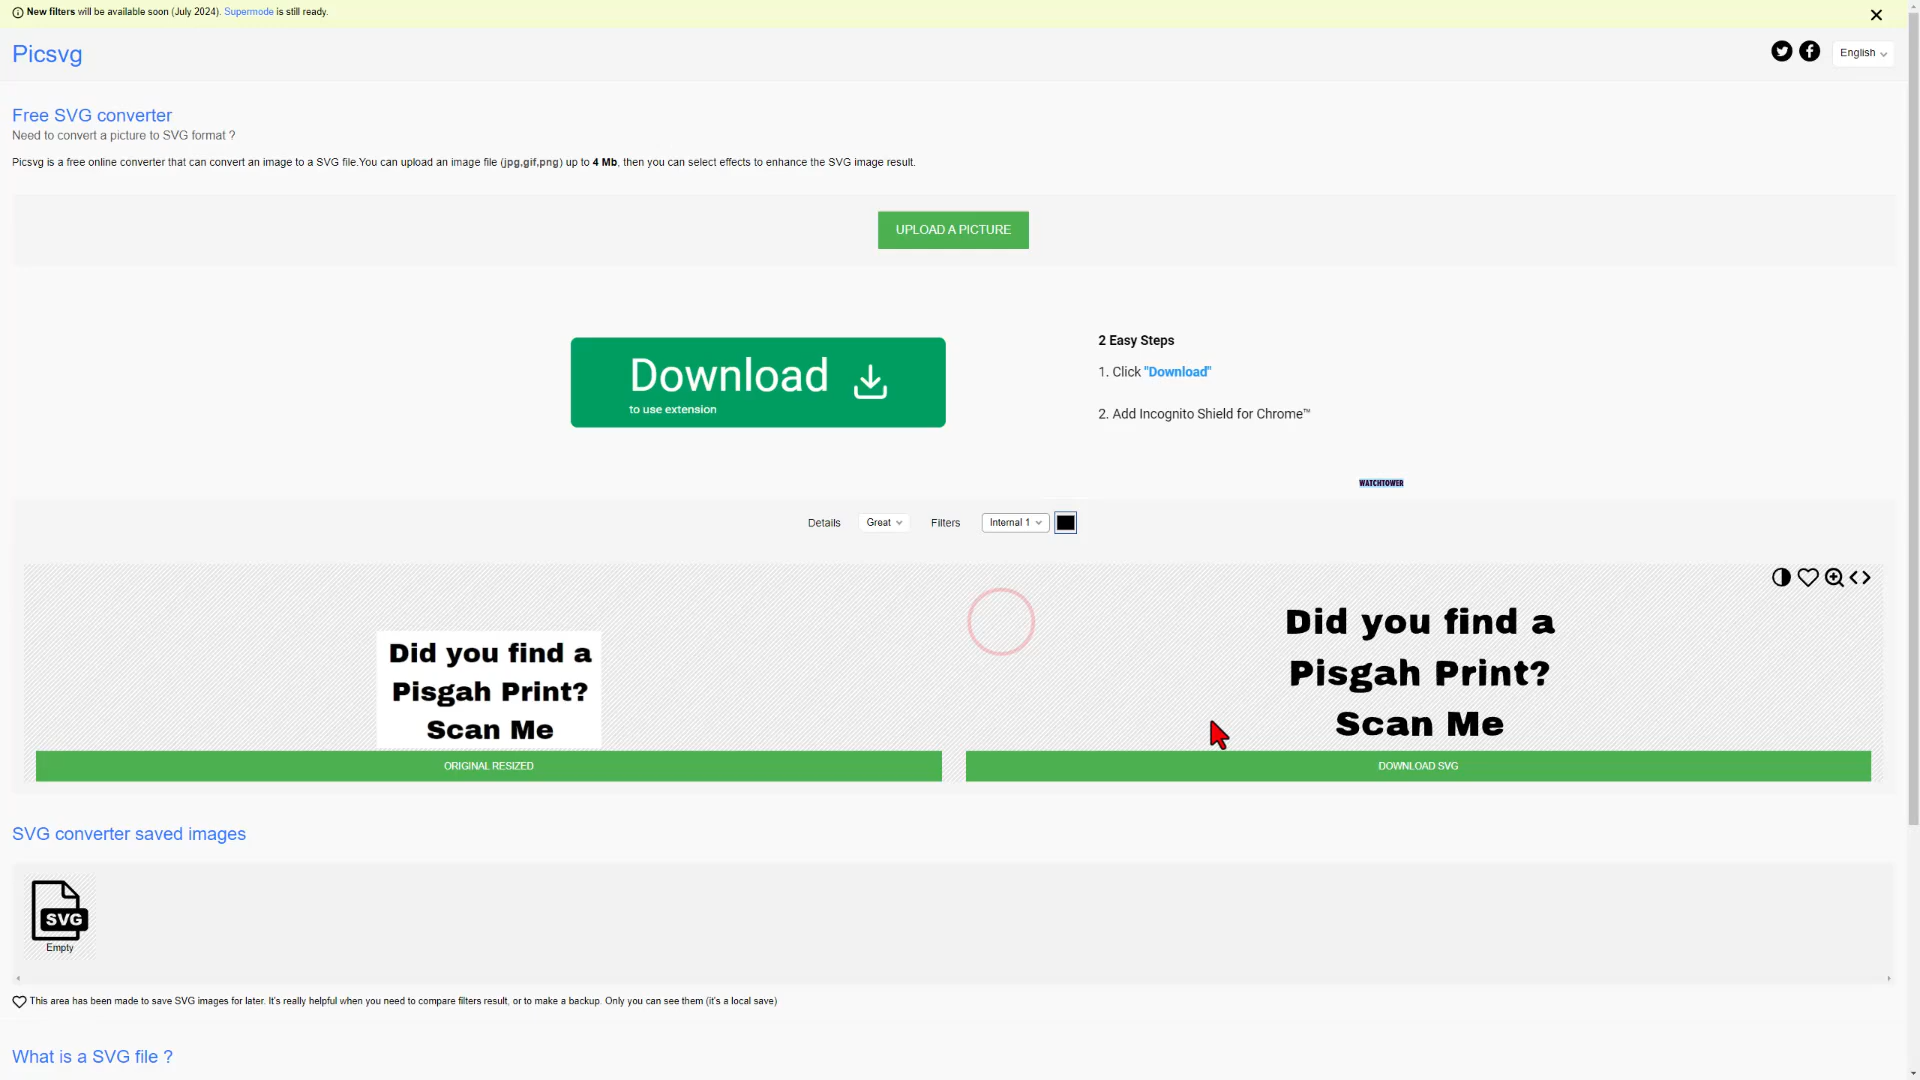 New filters will be available soon (July 2024). Supermode is still ready.
Picsvg
English
Free SVG converter
Need to convert a picture to SVG format ?
Picsvg is a free online converter that can convert an image to a SVG file.You can upload an image file (jpg,gif,png) up to 4 Mb, then you can select effects to enhance the SVG image result.
UPLOAD A PICTURE
Download
to use extension
2 Easy Steps
1. Click "Download"
2. Add Incognito Shield for Chrome™
WATCHTOWER
Details Great Filters Internal 1
Did you find a
Pisgah Print?
Scan Me
ORIGINAL RESIZED
Did you find a
Pisgah Print?
Scan Me
DOWNLOAD SVG
SVG converter saved images
SVG
Empty
This area has been made to save SVG images for later. It's really helpful when you need to compare filters result, or to make a backup. Only you can see them (it's a local save)
What is a SVG file ?